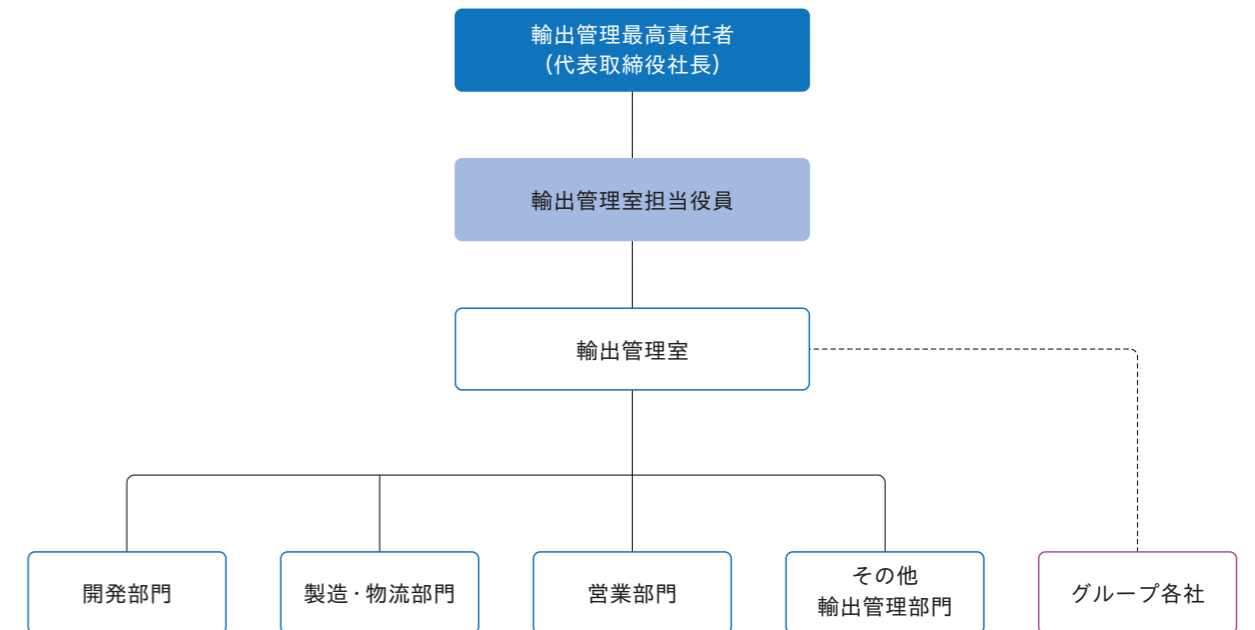 輸出管理最高責任者
(代表取締役社長)
輸出管理室担当役員
輸出管理室
開発部門
製造・物流部門
営業部門
その他
輸出管理部門
グループ各社